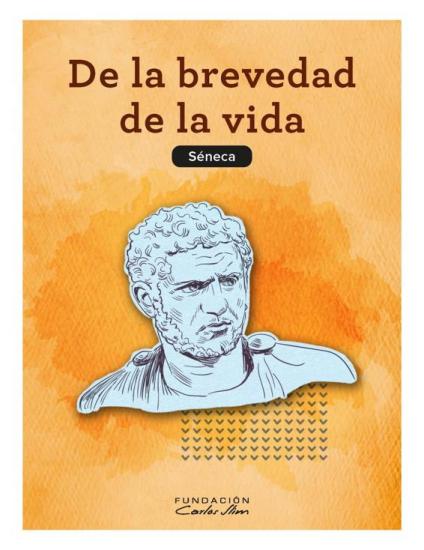 De la brevedad
de la vida
Séneca
FUNDACIÓN
Carlos Slim